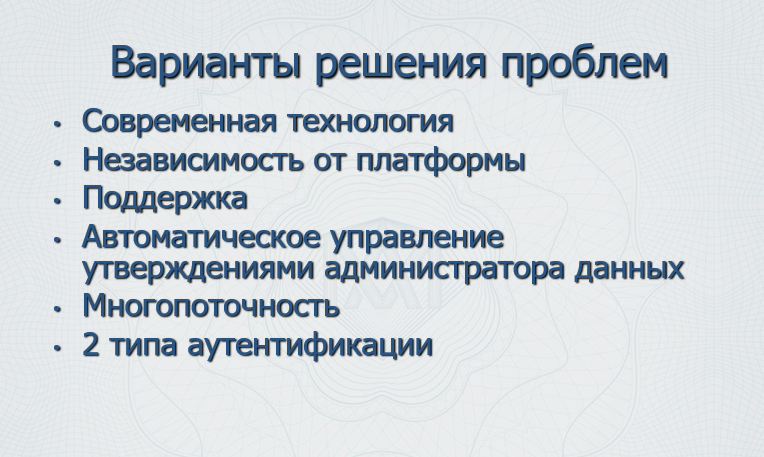 Варианты решения проблем
• Современная технология
• Независимость от платформы
• Поддержка
• Автоматическое управление
утверждениями администратора данных
• Многопоточность
• 2 типа аутентификации